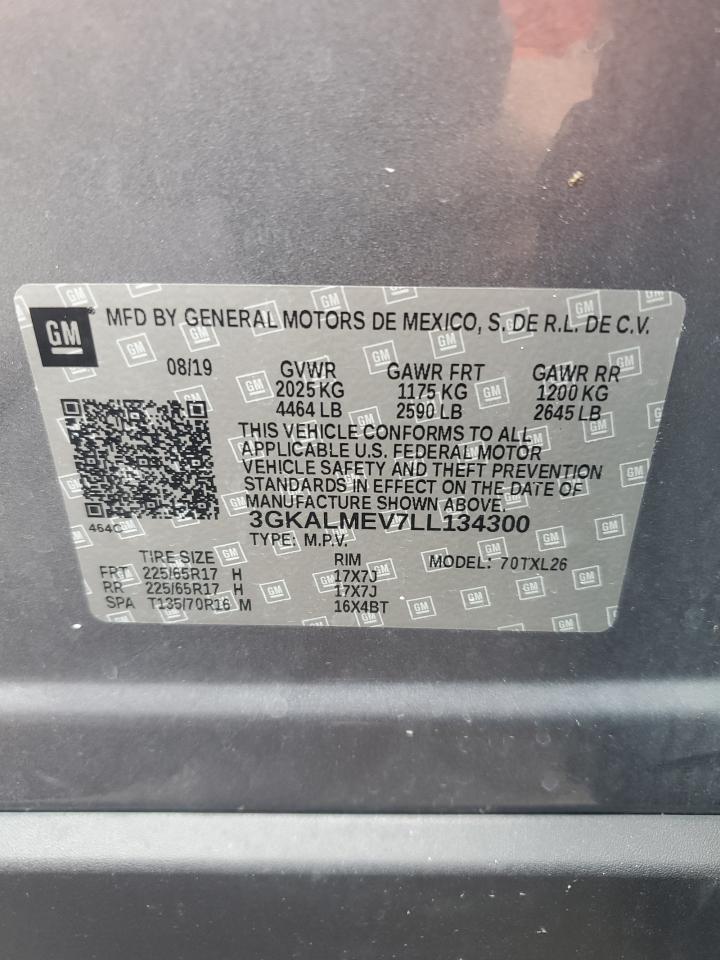 GM
MFD BY GENERAL MOTORS DE MEXICO, S. DE R.L. DE C.V.
08/19 GVWR GAWR FRT GAWR RR
2025 KG 1175 KG 1200 KG
4464 LB 2590 LB 2645 LB
THIS VEHICLE CONFORMS TO ALL
APPLICABLE U.S. FEDERAL MOTOR
VEHICLE SAFETY AND THEFT PREVENTION
STANDARDS IN EFFECT ON THE DATE OF
MANUFACTURE SHOWN ABOVE.
464C 3GKALMEV7LL134300
TYPE: M.P.V.
TIRE SIZE RIM MODEL: 70TXL26
FRT 225/65R17 H 17X7J
RR 225/65R17 H 17X7J
SPA T135/70R16 M 16X4BT